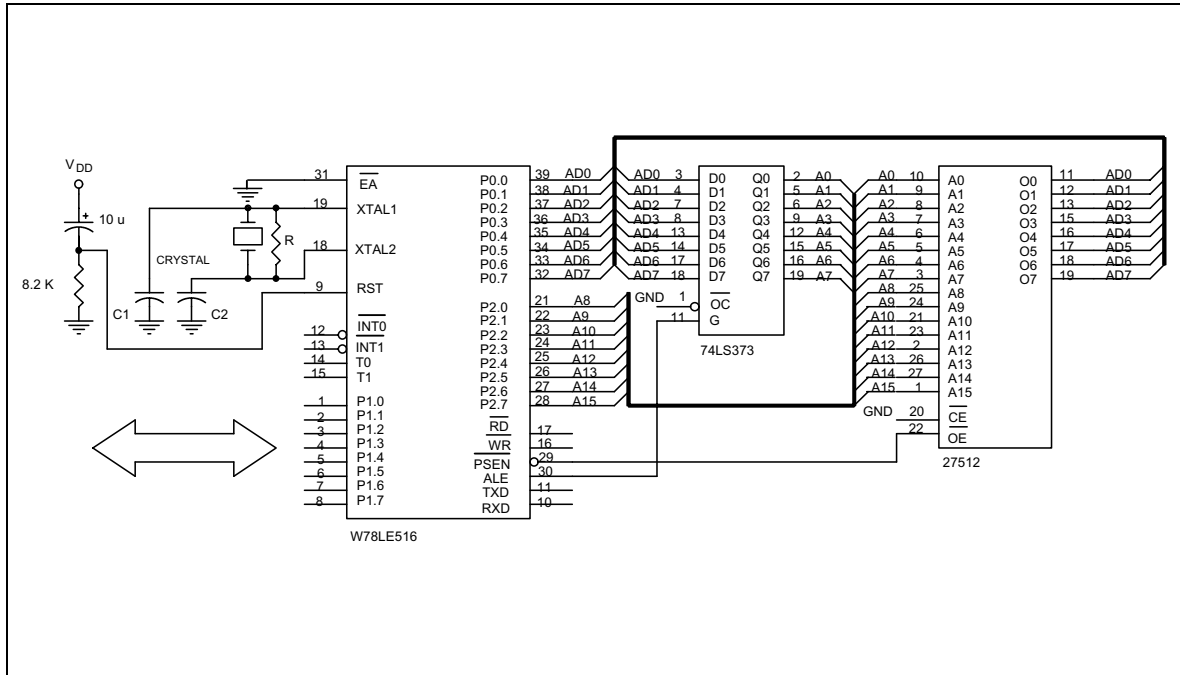 VDD
10 u
8.2 K
C1
C2
CRYSTAL
R
31 EA
19 XTAL1
18 XTAL2
9 RST
12 INT0
13 INT1
14 T0
15 T1
1 P1.0
2 P1.1
3 P1.2
4 P1.3
5 P1.4
6 P1.5
7 P1.6
8 P1.7
P0.0 39 AD0
P0.1 38 AD1
P0.2 37 AD2
P0.3 36 AD3
P0.4 35 AD4
P0.5 34 AD5
P0.6 33 AD6
P0.7 32 AD7
P2.0 21 A8
P2.1 22 A9
P2.2 23 A10
P2.3 24 A11
P2.4 25 A12
P2.5 26 A13
P2.6 27 A14
P2.7 28 A15
RD 17
WR 16
PSEN 29
ALE 30
TXD 11
RXD 10
W78LE516
AD0 3 D0 Q0 2 A0
AD1 4 D1 Q1 5 A1
AD2 7 D2 Q2 6 A2
AD3 8 D3 Q3 9 A3
AD4 13 D4 Q4 12 A4
AD5 14 D5 Q5 15 A5
AD6 17 D6 Q6 16 A6
AD7 18 D7 Q7 19 A7
GND 1 OC
11 G
74LS373
A0 10 A0 O0 11 AD0
A1 9 A1 O1 12 AD1
A2 8 A2 O2 13 AD2
A3 7 A3 O3 15 AD3
A4 6 A4 O4 16 AD4
A5 5 A5 O5 17 AD5
A6 4 A6 O6 18 AD6
A7 3 A7 O7 19 AD7
A8 25 A8
A9 24 A9
A10 21 A10
A11 23 A11
A12 2 A12
A13 26 A13
A14 27 A14
A15 1 A15
GND 20 CE
22 OE
27512